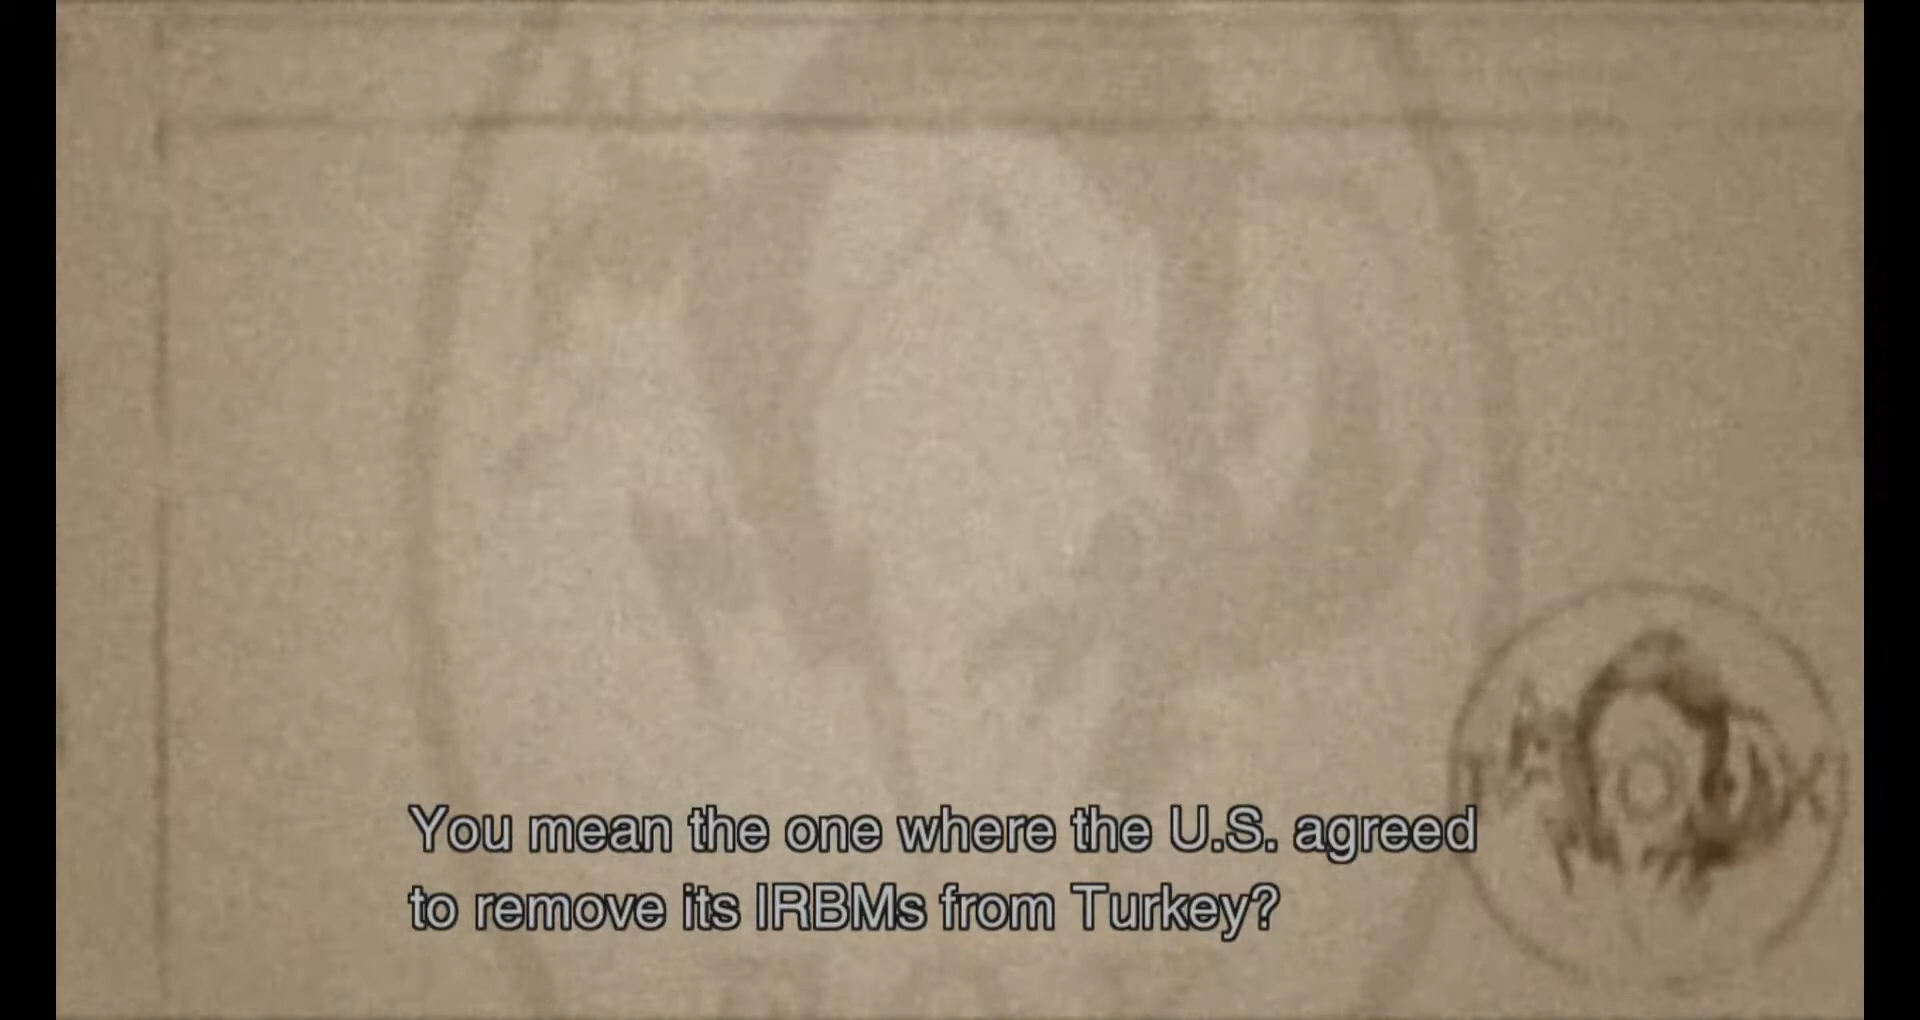 You mean the one where the U.S. agreed
to remove its IRBMs from Turkey?